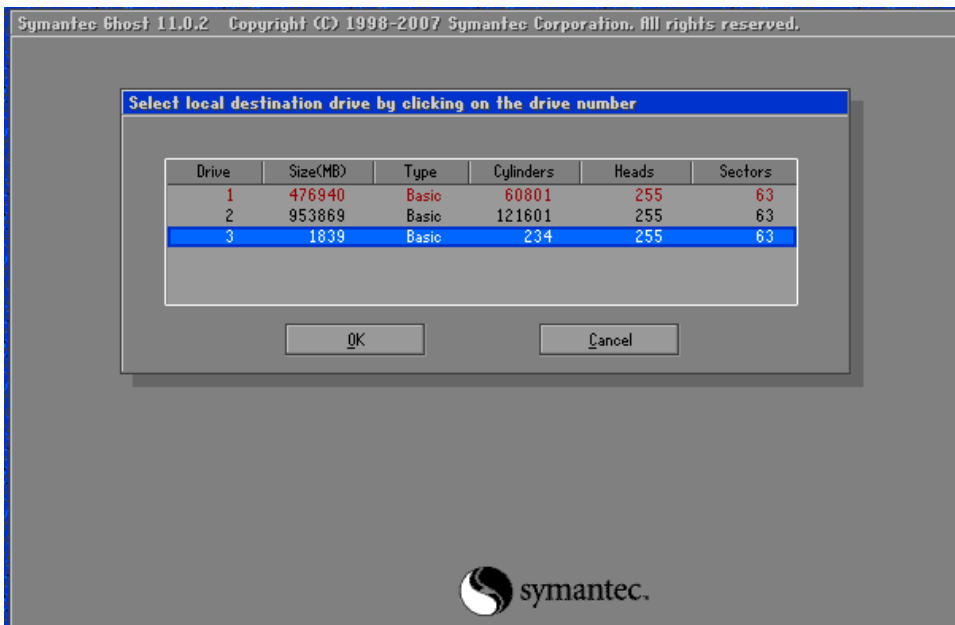 Symantec Ghost 11.0.2 Copyright (C) 1998-2007 Symantec Corporation. All rights reserved.
Select local destination drive by clicking on the drive number
Drive Size(MB) Type Cylinders Heads Sectors
1 476940 Basic 60801 255 63
2 953869 Basic 121601 255 63
3 1839 Basic 234 255 63
OK Cancel
symantec.